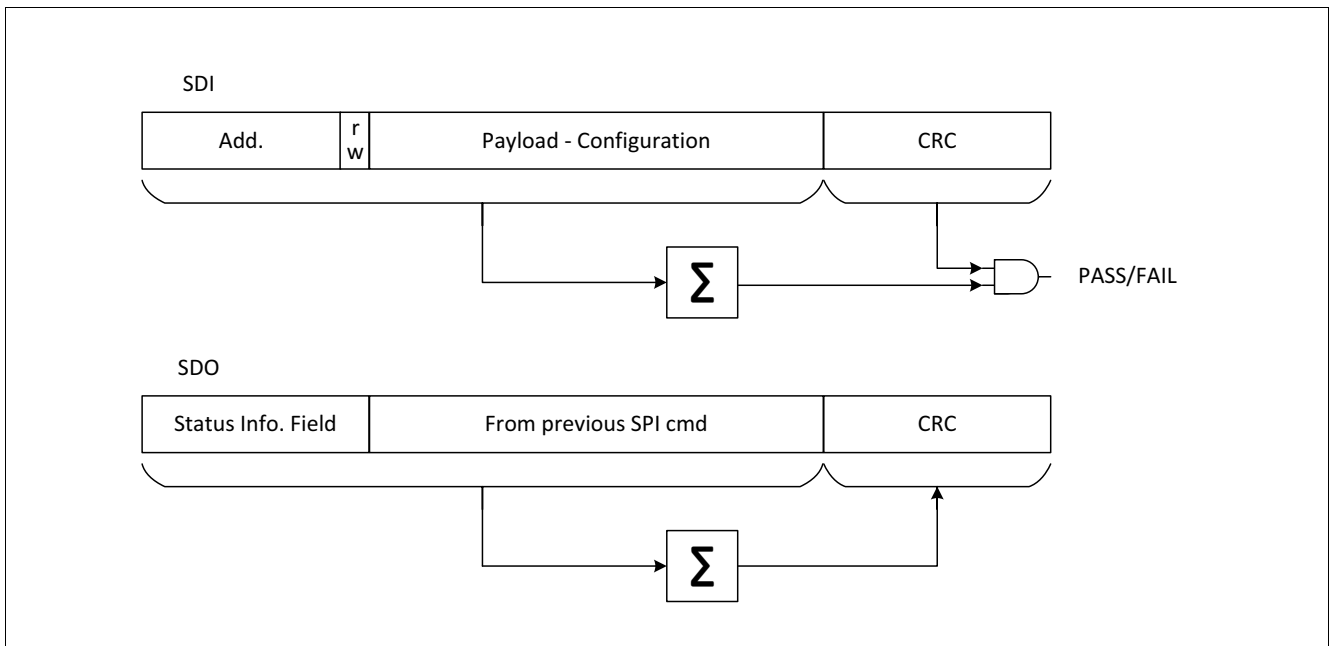 SDI
Add.
r
w
Payload - Configuration
CRC
Σ
PASS/FAIL
SDO
Status Info. Field
From previous SPI cmd
CRC
Σ